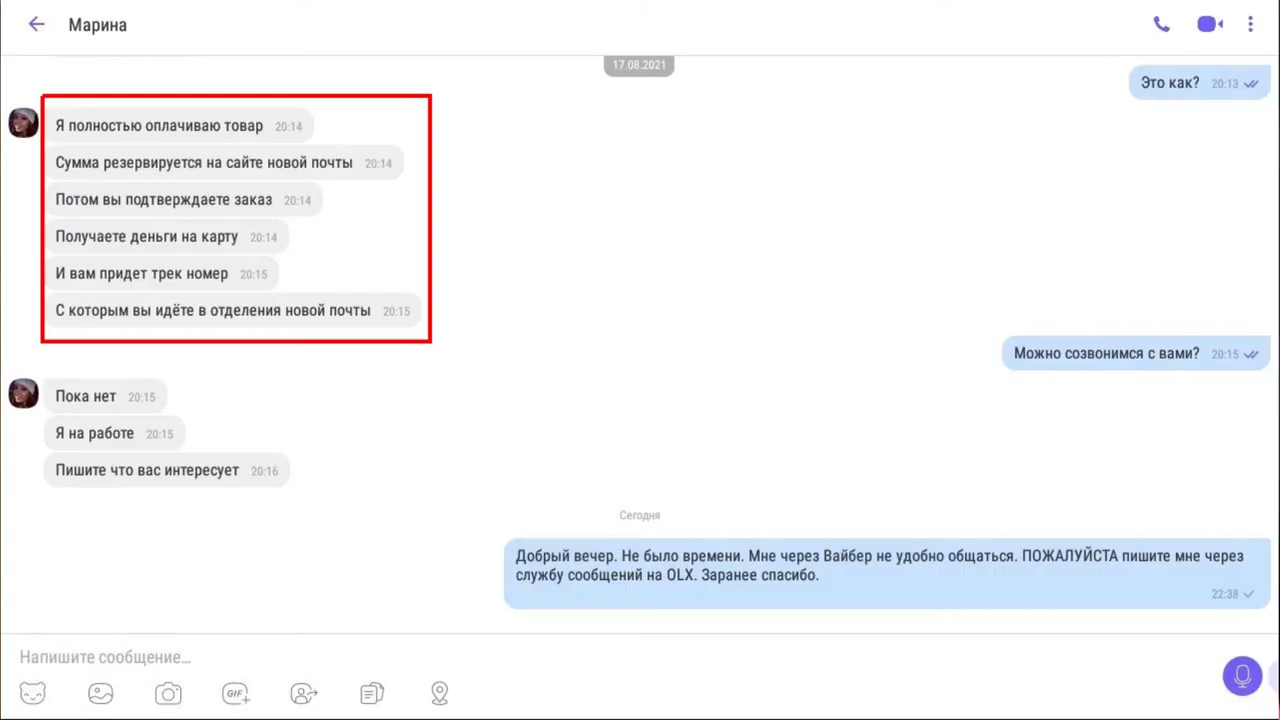 Марина
17.08.2021
Это как? 20:13
Я полностью оплачиваю товар 20:14
Сумма резервируется на сайте новой почты 20:14
Потом вы подтверждаете заказ 20:14
Получаете деньги на карту 20:14
И вам придет трек номер 20:15
С которым вы идёте в отделения новой почты 20:15
Можно созвонимся с вами? 20:15
Пока нет 20:15
Я на работе 20:15
Пишите что вас интересует 20:16
Сегодня
Добрый вечер. Не было времени. Мне через Вайбер не удобно общаться. ПОЖАЛУЙСТА пишите мне через
службу сообщений на OLX. Заранее спасибо.
22:38
Напишите сообщение...
GIF